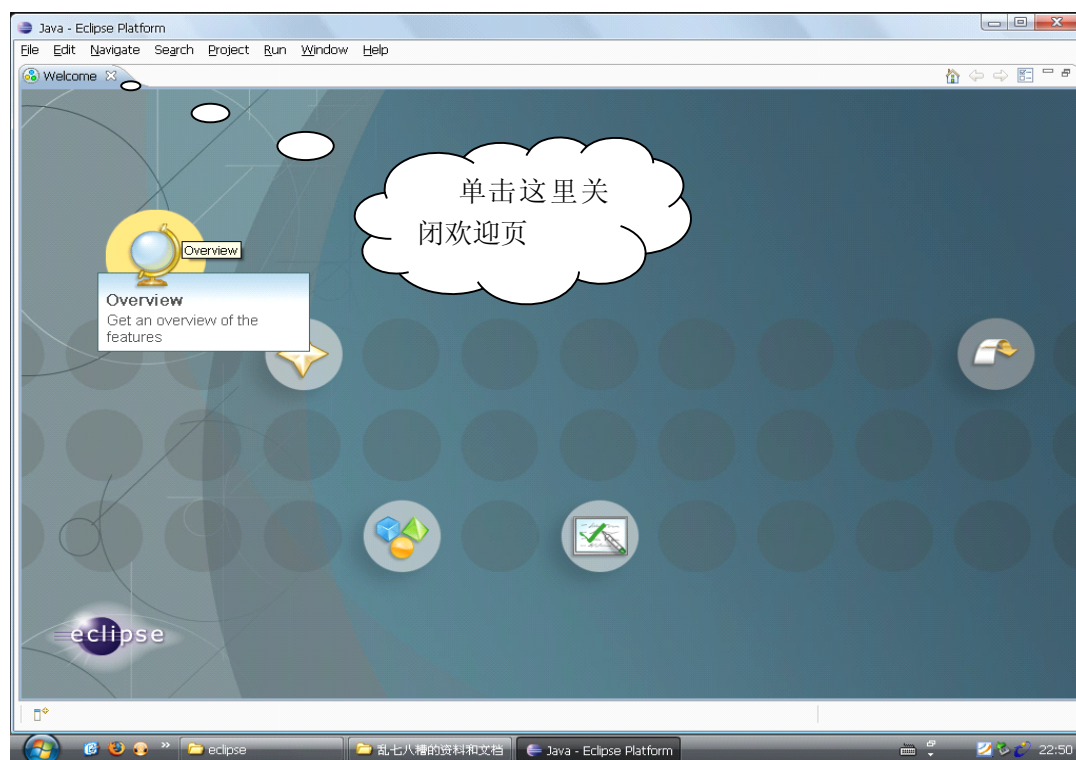 Java - Eclipse Platform
File Edit Navigate Search Project Run Window Help
Welcome
单击这里关
闭欢迎页
Overview
Overview
Get an overview of the
features
eclipse
eclipse
乱七八糟的资料和文档
Java - Eclipse Platform
22:50